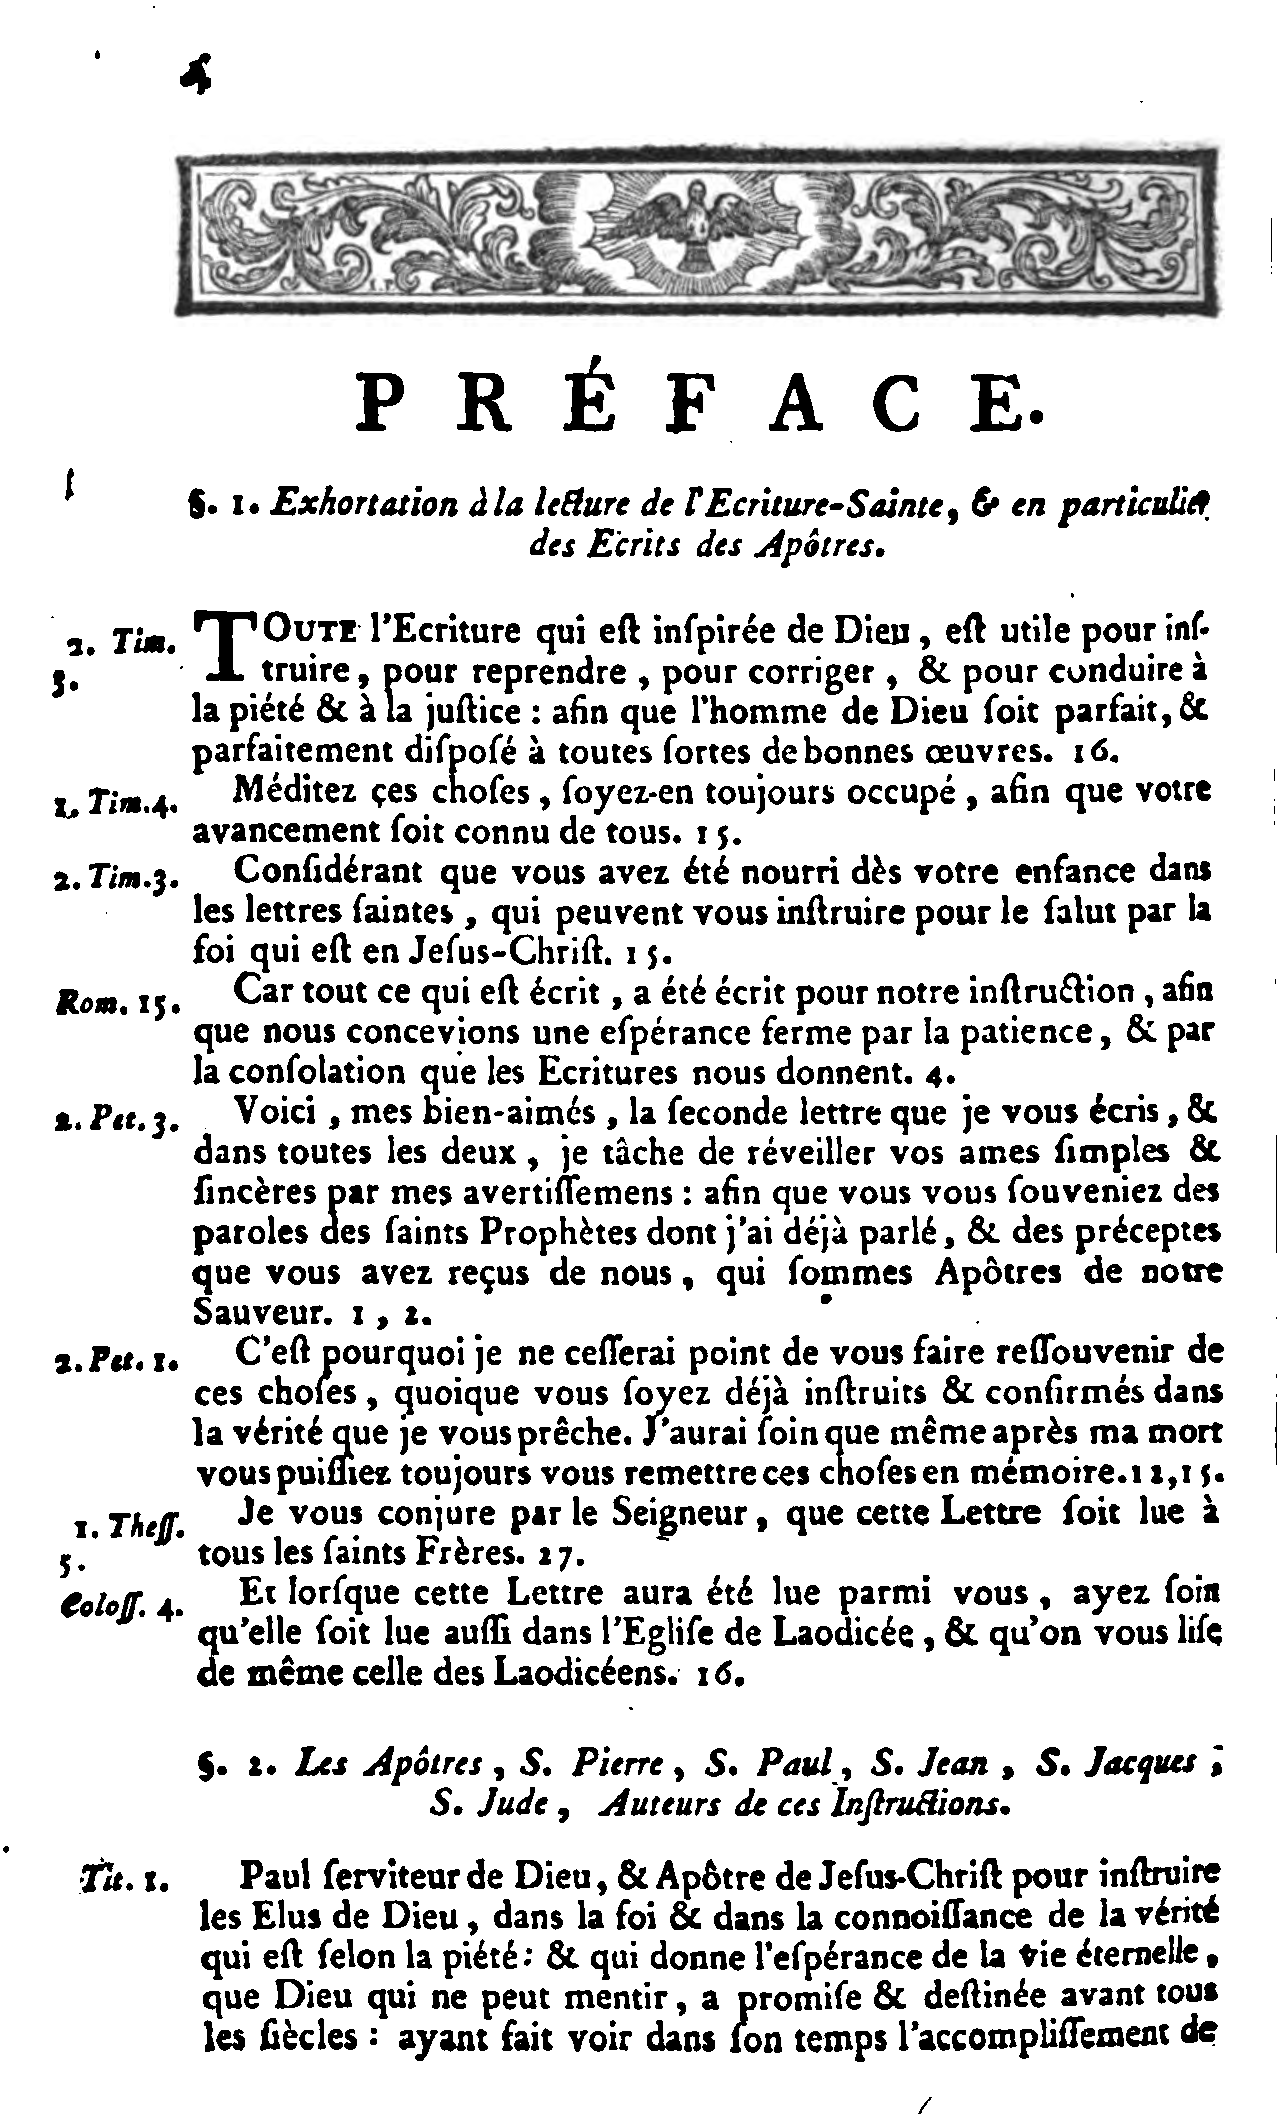 4
PRÉFACE.
§. 1. Exhortation à la lecture de l'Ecriture-Sainte, & en particulier
des Ecrits des Apôtres.
2. Tim. TOUTE l'Ecriture qui eſt inſpirée de Dieu, eſt utile pour inſ-
3. truire, pour reprendre, pour corriger, & pour conduire à
la piété & à la juſtice : afin que l'homme de Dieu ſoit parfait, &
parfaitement diſpoſé à toutes ſortes de bonnes œuvres. 16.
1. Tim. 4. Méditez çes choſes, ſoyez-en toujours occupé, afin que votre
avancement ſoit connu de tous. 15.
2. Tim. 3. Conſidérant que vous avez été nourri dès votre enfance dans
les lettres ſaintes, qui peuvent vous inſtruire pour le ſalut par la
foi qui eſt en Jeſus-Chriſt. 15.
Rom. 15. Car tout ce qui eſt écrit, a été écrit pour notre inſtruction, afin
que nous concevions une eſpérance ferme par la patience, & par
la conſolation que les Ecritures nous donnent. 4.
2. Pet. 3. Voici, mes bien-aimés, la ſeconde lettre que je vous écris, &
dans toutes les deux, je tâche de réveiller vos ames ſimples &
ſincères par mes avertiſſemens : afin que vous vous ſouveniez des
paroles des ſaints Prophètes dont j'ai déjà parlé, & des préceptes
que vous avez reçus de nous, qui ſommes Apôtres de notre
Sauveur. 1, 2.
2. Pet. 1. C'eſt pourquoi je ne ceſſerai point de vous faire reſſouvenir de
ces choſes, quoique vous ſoyez déjà inſtruits & confirmés dans
la vérité que je vous prêche. J'aurai ſoin que même après ma mort
vous puiſſiez toujours vous remettre ces choſes en mémoire. 12, 15.
1. Theſſ. Je vous conjure par le Seigneur, que cette Lettre ſoit lue à
5. tous les ſaints Frères. 27.
Coloſſ. 4. Et lorſque cette Lettre aura été lue parmi vous, ayez ſoin
qu'elle ſoit lue auſſi dans l'Egliſe de Laodicée, & qu'on vous liſe
de même celle des Laodicéens. 16.
§. 2. Les Apôtres, S. Pierre, S. Paul, S. Jean, S. Jacques,
S. Jude, Auteurs de ces Inſtructions.
Tit. 1. Paul ſerviteur de Dieu, & Apôtre de Jeſus-Chriſt pour inſtruire
les Elus de Dieu, dans la foi & dans la connoiſſance de la vérité
qui eſt ſelon la piété : & qui donne l'eſpérance de la vie éternelle,
que Dieu qui ne peut mentir, a promiſe & deſtinée avant tous
les ſiècles : ayant fait voir dans ſon temps l'accompliſſement de